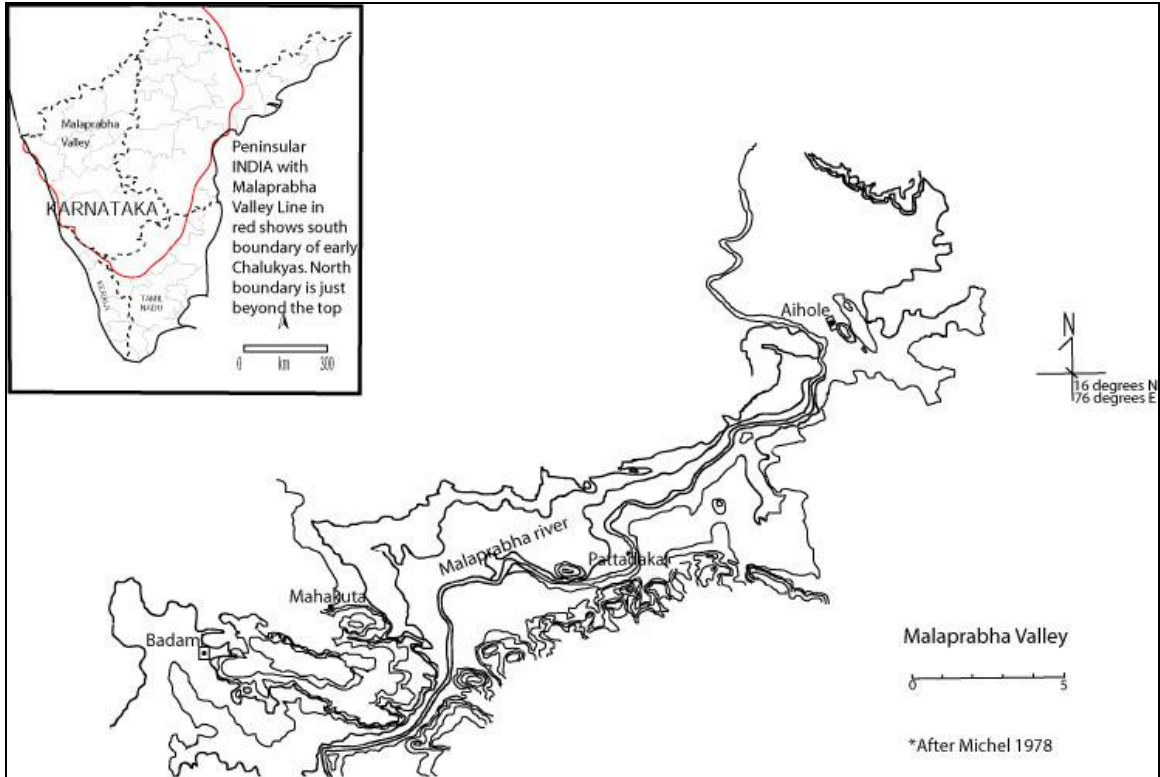 Malaprabha
Valley
KARNATAKA
KERALA
TAMIL
NADU
Peninsular
INDIA with
Malaprabha
Valley Line in
red shows south
boundary of early
Chalukyas. North
boundary is just
beyond the top
0 km 300
Aihole
N
16 degrees N
76 degrees E
Malaprabha river
Pattadakal
Mahakuta
Badami
Malaprabha Valley
0 5
*After Michel 1978